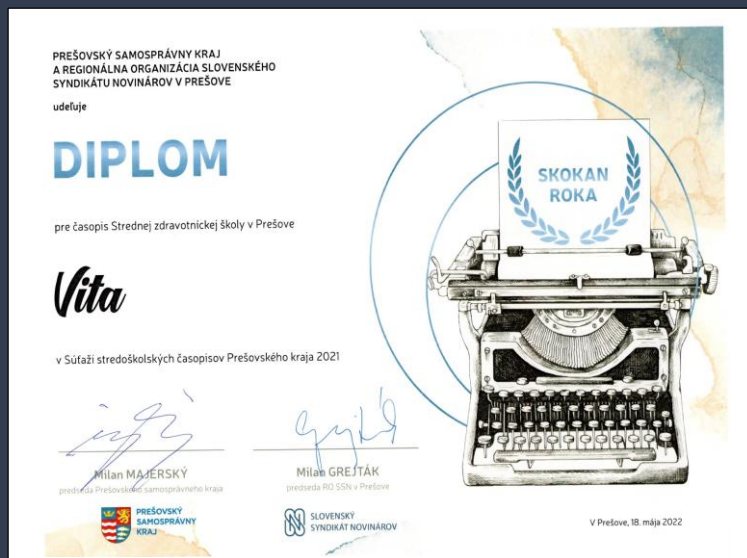 PREŠOVSKÝ SAMOSPRÁVNY KRAJ
A REGIONÁLNA ORGANIZÁCIA SLOVENSKÉHO
SYNDIKÁTU NOVINÁROV V PREŠOVE
udeľuje
DIPLOM
SKOKAN
ROKA
pre časopis Strednej zdravotníckej školy v Prešove
Vita
v Súťaži stredoškolských časopisov Prešovského kraja 2021
Milan MAJERSKÝ
predseda Prešovského samosprávneho kraja
Milan GREJTÁK
predseda RO SSN v Prešove
PREŠOVSKÝ
SAMOSPRÁVNY
KRAJ
SLOVENSKÝ
SYNDIKÁT NOVINÁROV
V Prešove, 18. mája 2022